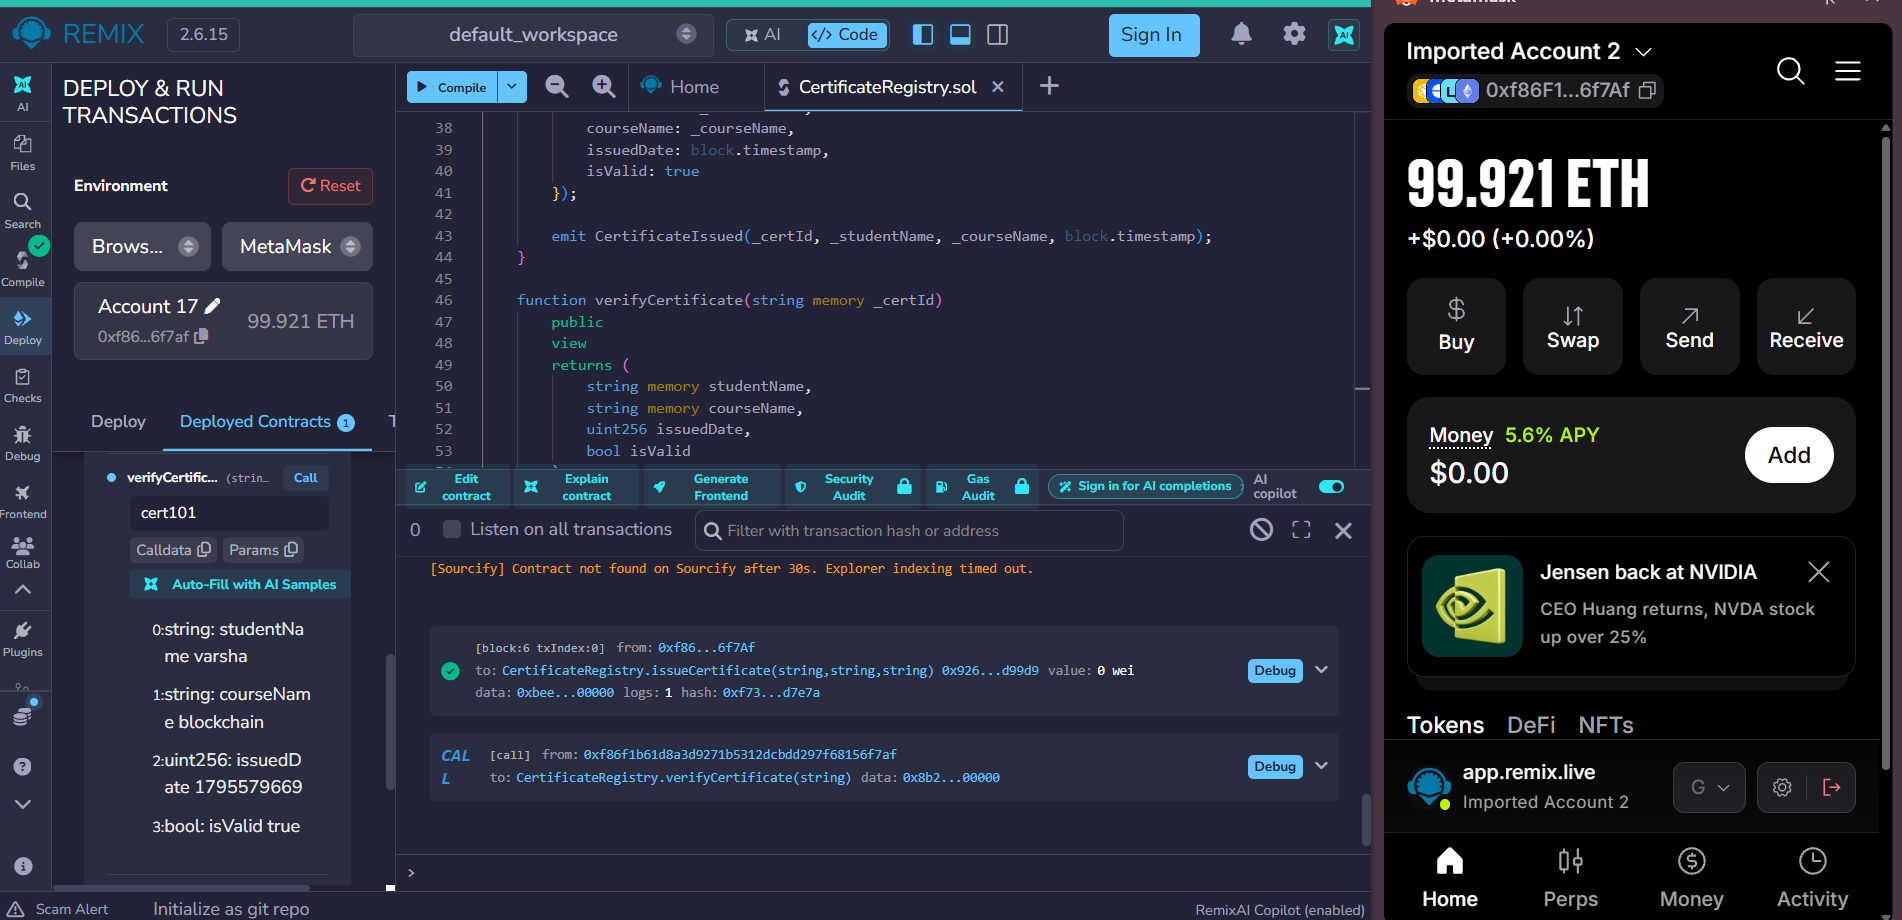 REMIX
2.6.15
default_workspace
AI
</> Code
Sign In
AI
AI
Files
Search
Compile
Deploy
Checks
Debug
Frontend
Collab
Plugins
DEPLOY & RUN
TRANSACTIONS
Environment
Reset
Brows...
MetaMask
Account 17
0xf86...6f7af
99.921 ETH
Deploy
Deployed Contracts 1
verifyCertific... (strin...
Call
cert101
Calldata
Params
Auto-Fill with AI Samples
0:string: studentNa
me varsha
1:string: courseNam
e blockchain
2:uint256: issuedD
ate 1795579669
3:bool: isValid true
Compile
Home
CertificateRegistry.sol
38 courseName: _courseName,
39 issuedDate: block.timestamp,
40 isValid: true
41 });
42
43 emit CertificateIssued(_certId, _studentName, _courseName, block.timestamp);
44 }
45
46 function verifyCertificate(string memory _certId)
47 public
48 view
49 returns (
50 string memory studentName,
51 string memory courseName,
52 uint256 issuedDate,
53 bool isValid
Edit
contract
Explain
contract
Generate
Frontend
Security
Audit
Gas
Audit
Sign in for AI completions
AI
copilot
0
Listen on all transactions
Filter with transaction hash or address
[Sourcify] Contract not found on Sourcify after 30s. Explorer indexing timed out.
[block:6 txIndex:0] from: 0xf86...6f7Af
to: CertificateRegistry.issueCertificate(string,string,string) 0x926...d99d9 value: 0 wei
data: 0xbee...00000 logs: 1 hash: 0xf73...d7e7a
Debug
CAL
L
[call] from: 0xf86f1b61d8a3d9271b5312dcbdd297f68156f7af
to: CertificateRegistry.verifyCertificate(string) data: 0x8b2...00000
Debug
>
Scam Alert
Initialize as git repo
RemixAI Copilot (enabled)
Imported Account 2
0xf86F1...6f7Af
99.921 ETH
+$0.00 (+0.00%)
Buy
Swap
Send
Receive
Money 5.6% APY
$0.00
Add
Jensen back at NVIDIA
CEO Huang returns, NVDA stock
up over 25%
Tokens
DeFi
NFTs
app.remix.live
Imported Account 2
G
Home
Perps
Money
Activity